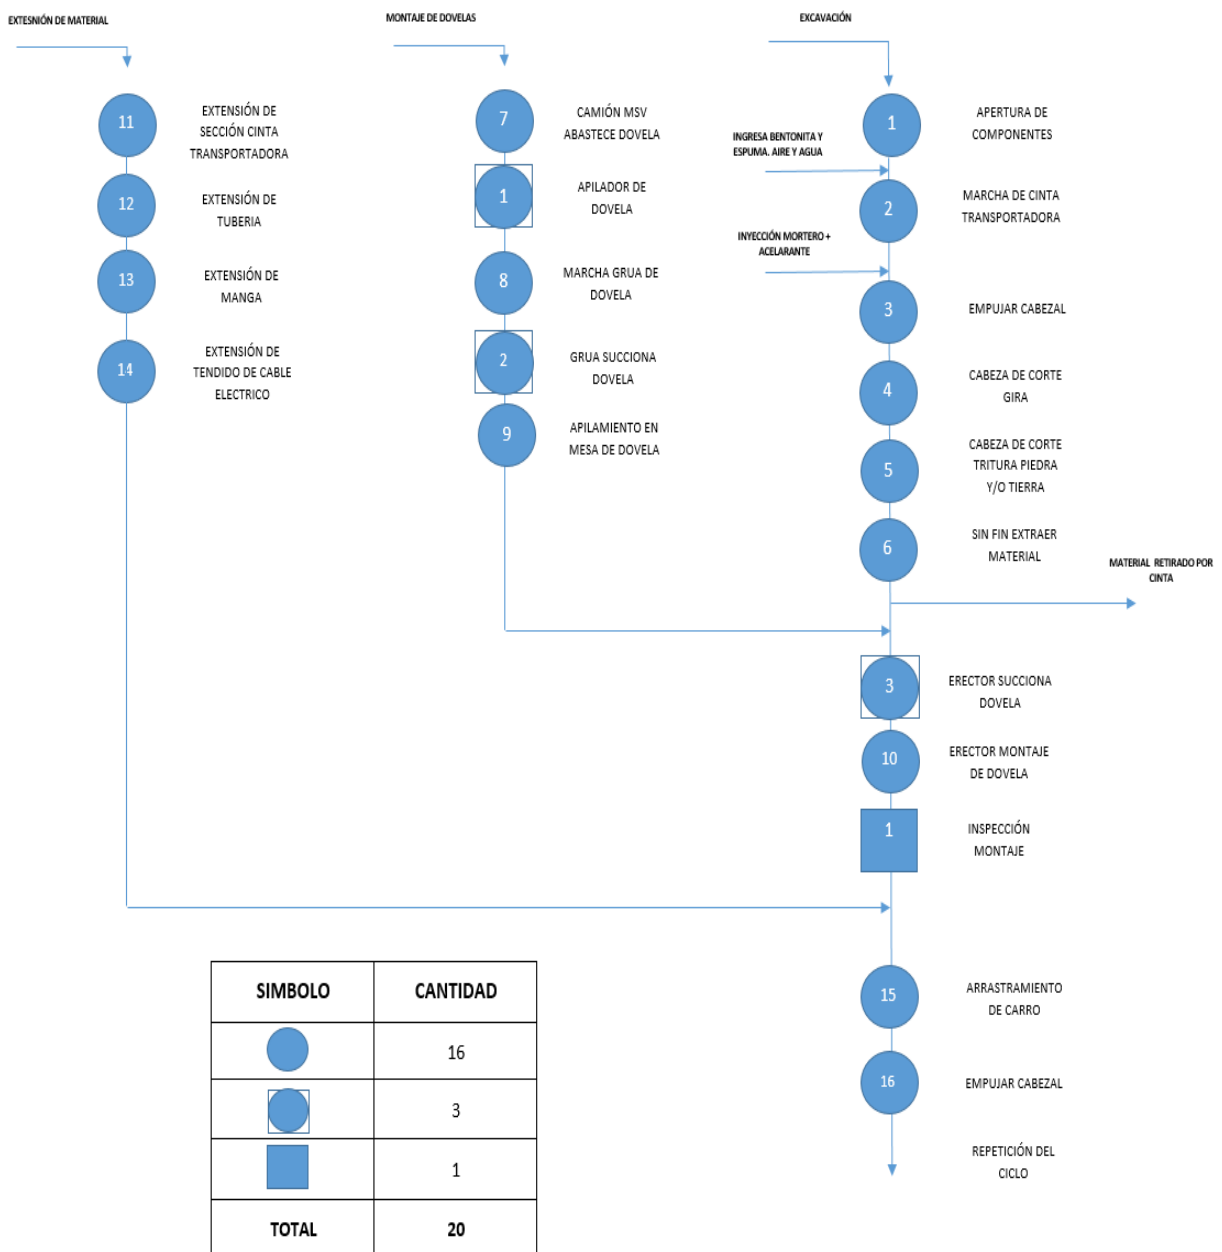 EXTESNIÓN DE MATERIAL
11
EXTENSIÓN DE
SECCIÓN CINTA
TRANSPORTADORA
12
EXTENSIÓN DE
TUBERIA
13
EXTENSIÓN DE
MANGA
14
EXTENSIÓN DE
TENDIDO DE CABLE
ELECTRICO
MONTAJE DE DOVELAS
7
CAMIÓN MSV
ABASTECE DOVELA
1
APILADOR DE
DOVELA
8
MARCHA GRUA DE
DOVELA
2
GRUA SUCCIONA
DOVELA
9
APILAMIENTO EN
MESA DE DOVELA
EXCAVACIÓN
1
APERTURA DE
COMPONENTES
INGRESA BENTONITA Y
ESPUMA. AIRE Y AGUA
2
MARCHA DE CINTA
TRANSPORTADORA
INYECCIÓN MORTERO +
ACELARANTE
3
EMPUJAR CABEZAL
4
CABEZA DE CORTE
GIRA
5
CABEZA DE CORTE
TRITURA PIEDRA
Y/O TIERRA
6
SIN FIN EXTRAER
MATERIAL
MATERIAL RETIRADO POR
CINTA
3
ERECTOR SUCCIONA
DOVELA
10
ERECTOR MONTAJE
DE DOVELA
1
INSPECCIÓN
MONTAJE
15
ARRASTRAMIENTO
DE CARRO
16
EMPUJAR CABEZAL
REPETICIÓN DEL
CICLO
SIMBOLO CANTIDAD
16
3
1
TOTAL 20